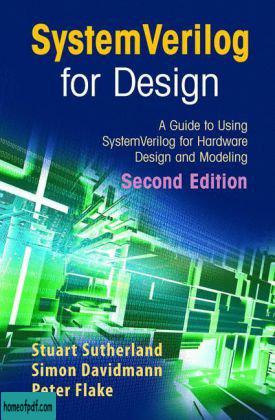 SystemVerilog
for Design
A Guide to Using
SystemVerilog for Hardware
Design and Modeling
Second Edition
Stuart Sutherland
Simon Davidmann
Peter Flake
homeofpdf.com